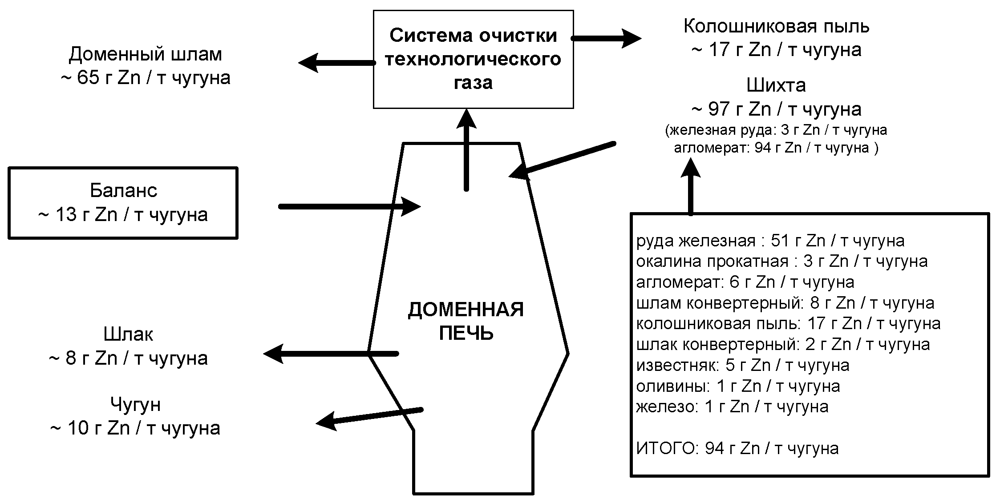 Система очистки
технологического
газа
Колошниковая пыль
~ 17 г Zn / т чугуна
Доменный шлам
~ 65 г Zn / т чугуна
Шихта
~ 97 г Zn / т чугуна
(железная руда: 3 г Zn / т чугуна
агломерат: 94 г Zn / т чугуна )
Баланс
~ 13 г Zn / т чугуна
руда железная : 51 г Zn / т чугуна
окалина прокатная : 3 г Zn / т чугуна
агломерат: 6 г Zn / т чугуна
шлам конвертерный: 8 г Zn / т чугуна
колошниковая пыль: 17 г Zn / т чугуна
шлак конвертерный: 2 г Zn / т чугуна
известняк: 5 г Zn / т чугуна
оливины: 1 г Zn / т чугуна
железо: 1 г Zn / т чугуна
ИТОГО: 94 г Zn / т чугуна
ДОМЕННАЯ
ПЕЧЬ
Шлак
~ 8 г Zn / т чугуна
Чугун
~ 10 г Zn / т чугуна